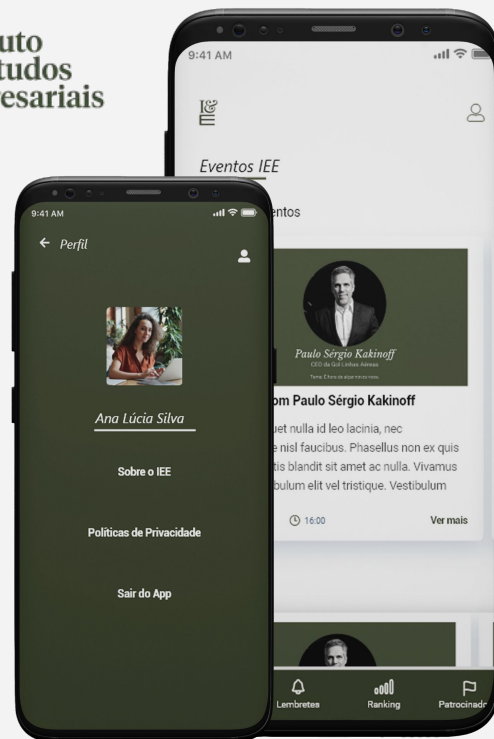 uto
tudos
esariais
9:41 AM
I&
E
Eventos IEE
entos
Paulo Sérgio Kakinoff
CEO da Gol Linhas Aéreas
om Paulo Sérgio Kakinoff
uet nulla id leo lacinia, nec
e nisl faucibus. Phasellus non ex quis
tis blandit sit amet ac nulla. Vivamus
bulum elit vel tristique. Vestibulum
16:00 Ver mais
Lembretes Ranking Patrocinado
9:41 AM
Perfil
Ana Lúcia Silva
Sobre o IEE
Políticas de Privacidade
Sair do App